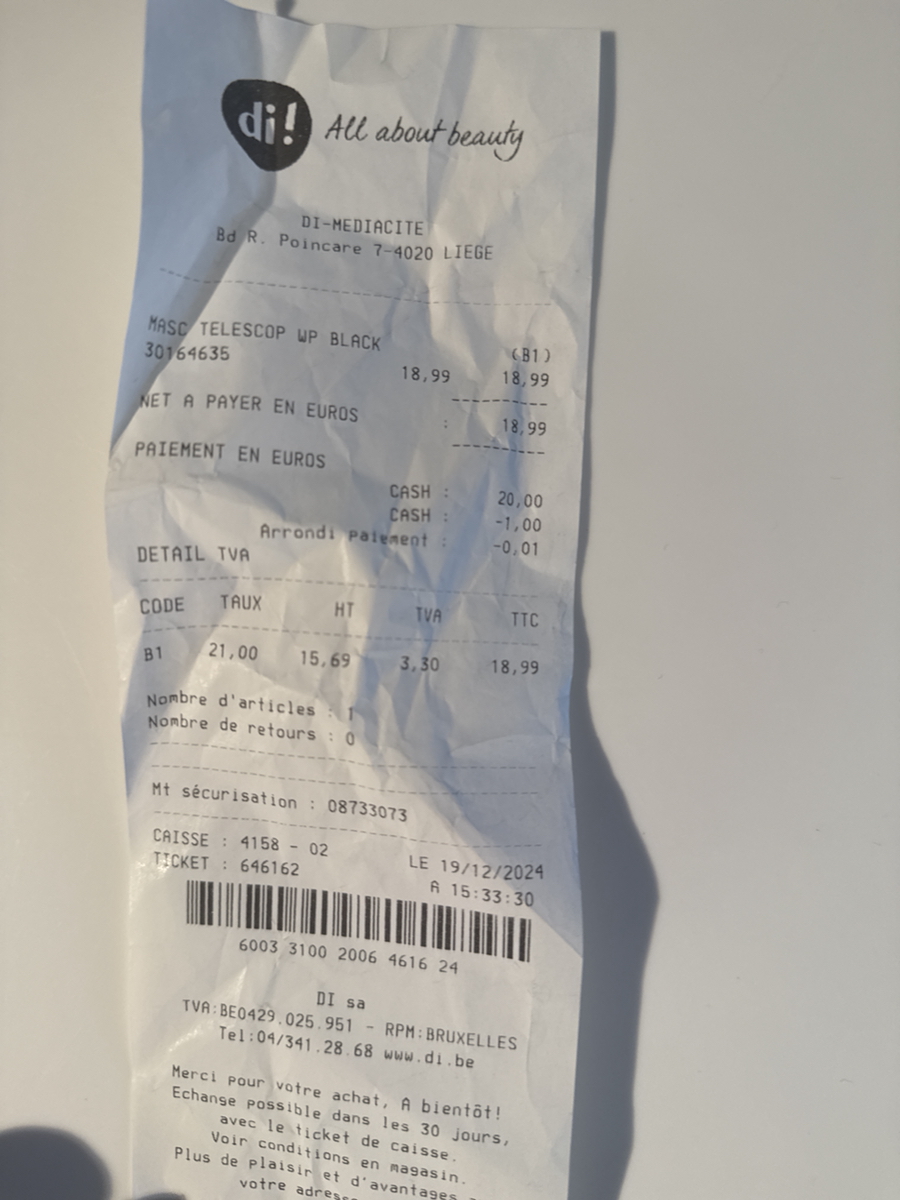 di! All about beauty
DI-MEDIACITE
Bd R. Poincare 7-4020 LIEGE
MASC TELESCOP WP BLACK (B1)
30164635 18,99 18,99
NET A PAYER EN EUROS : 18,99
PAIEMENT EN EUROS
CASH : 20,00
CASH : -1,00
Arrondi paiement : -0,01
DETAIL TVA
CODE TAUX HT TVA TTC
B1 21,00 15,69 3,30 18,99
Nombre d'articles : 1
Nombre de retours : 0
Mt sécurisation : 08733073
CAISSE : 4158 - 02 LE 19/12/2024
TICKET : 646162 A 15:33:30
6003 3100 2006 4616 24
DI sa
TVA:BE0429.025.951 - RPM:BRUXELLES
Tel:04/341.28.68 www.di.be
Merci pour votre achat, A bientôt!
Echange possible dans les 30 jours,
avec le ticket de caisse.
Voir conditions en magasin.
Plus de plaisir et d'avantages
votre